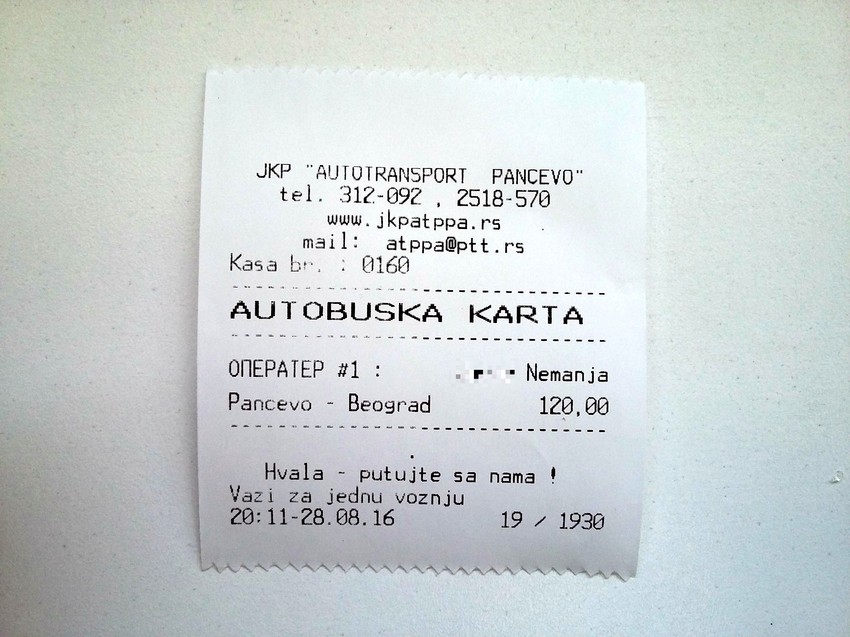 JKP "AUTOTRANSPORT PANCEVO"
tel. 312-092 , 2518-570
www.jkpatppa.rs
mail: atppa@ptt.rs
Kasa br. : 0160
AUTOBUSKA KARTA
ОПЕРАТЕР #1 : Nemanja
Pancevo - Beograd 120,00
Hvala - putujte sa nama !
Vazi za jednu voznju
20:11-28.08.16 19 / 1930